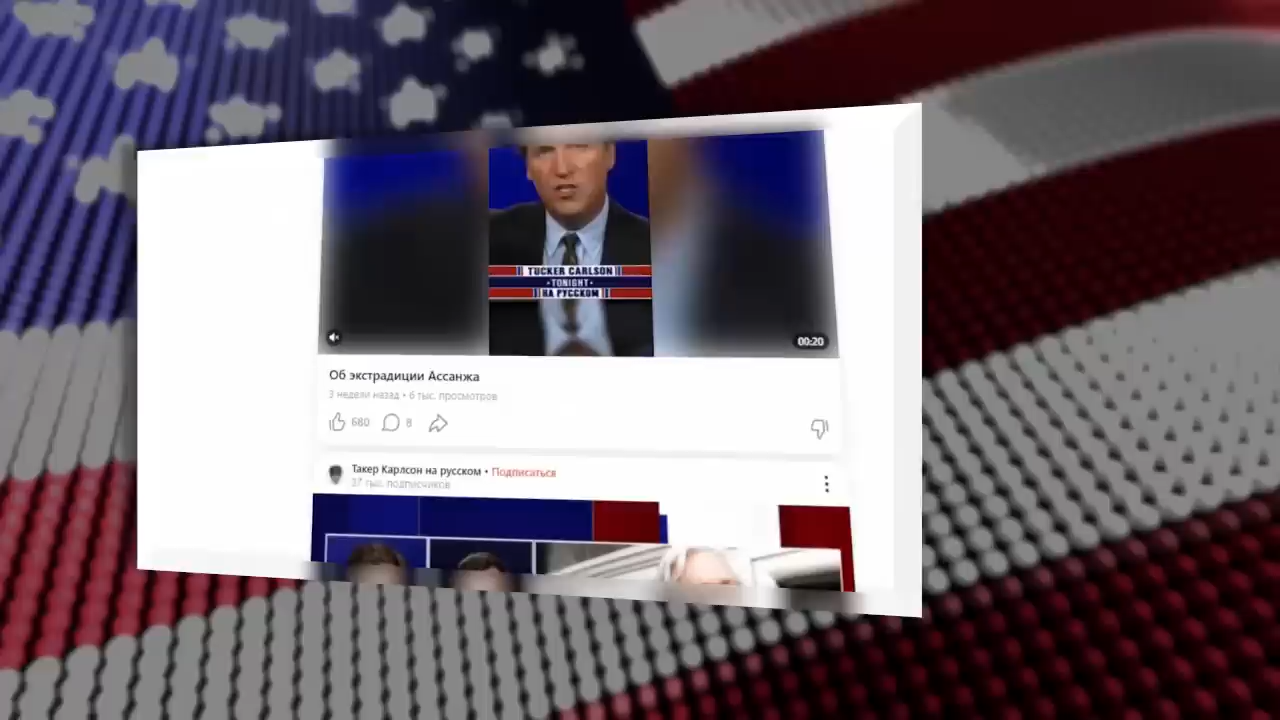 TUCKER CARLSON
TONIGHT
НА РУССКОМ
00:20
Об экстрадиции Ассанжа
3 недели назад • 6 тыс. просмотров
680
8
Такер Карлсон на русском • Подписаться
37 тыс. подписчиков